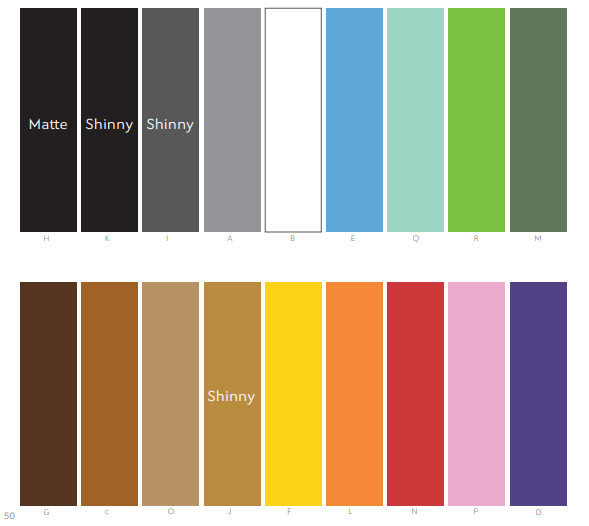 Matte Shinny Shinny
H K I A B E Q R M
Shinny
G c O J F L N P D
50